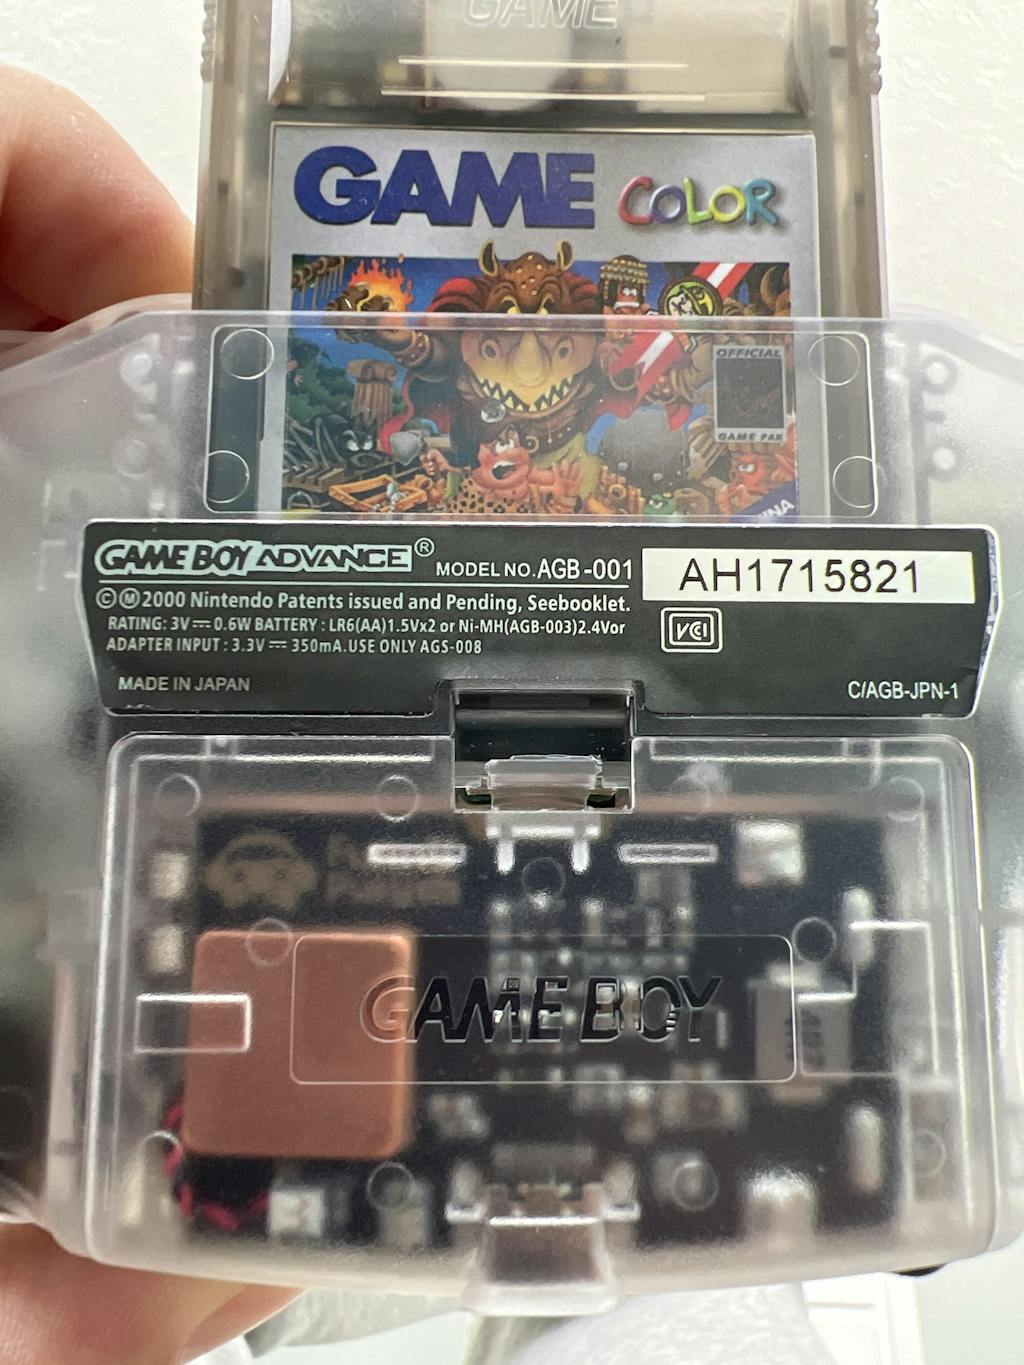 GAME
GAME COLOR
OFFICIAL
GAME PAK
INA
GAME BOY ADVANCE® MODEL NO.AGB-001
AH1715821
©Ⓜ2000 Nintendo Patents issued and Pending, Seebooklet.
RATING: 3V⎓ 0.6W BATTERY : LR6(AA)1.5Vx2 or Ni-MH(AGB-003)2.4Vor
ADAPTER INPUT : 3.3V ⎓ 350mA.USE ONLY AGS-008
VCI
MADE IN JAPAN
C/AGB-JPN-1
GAME BOY